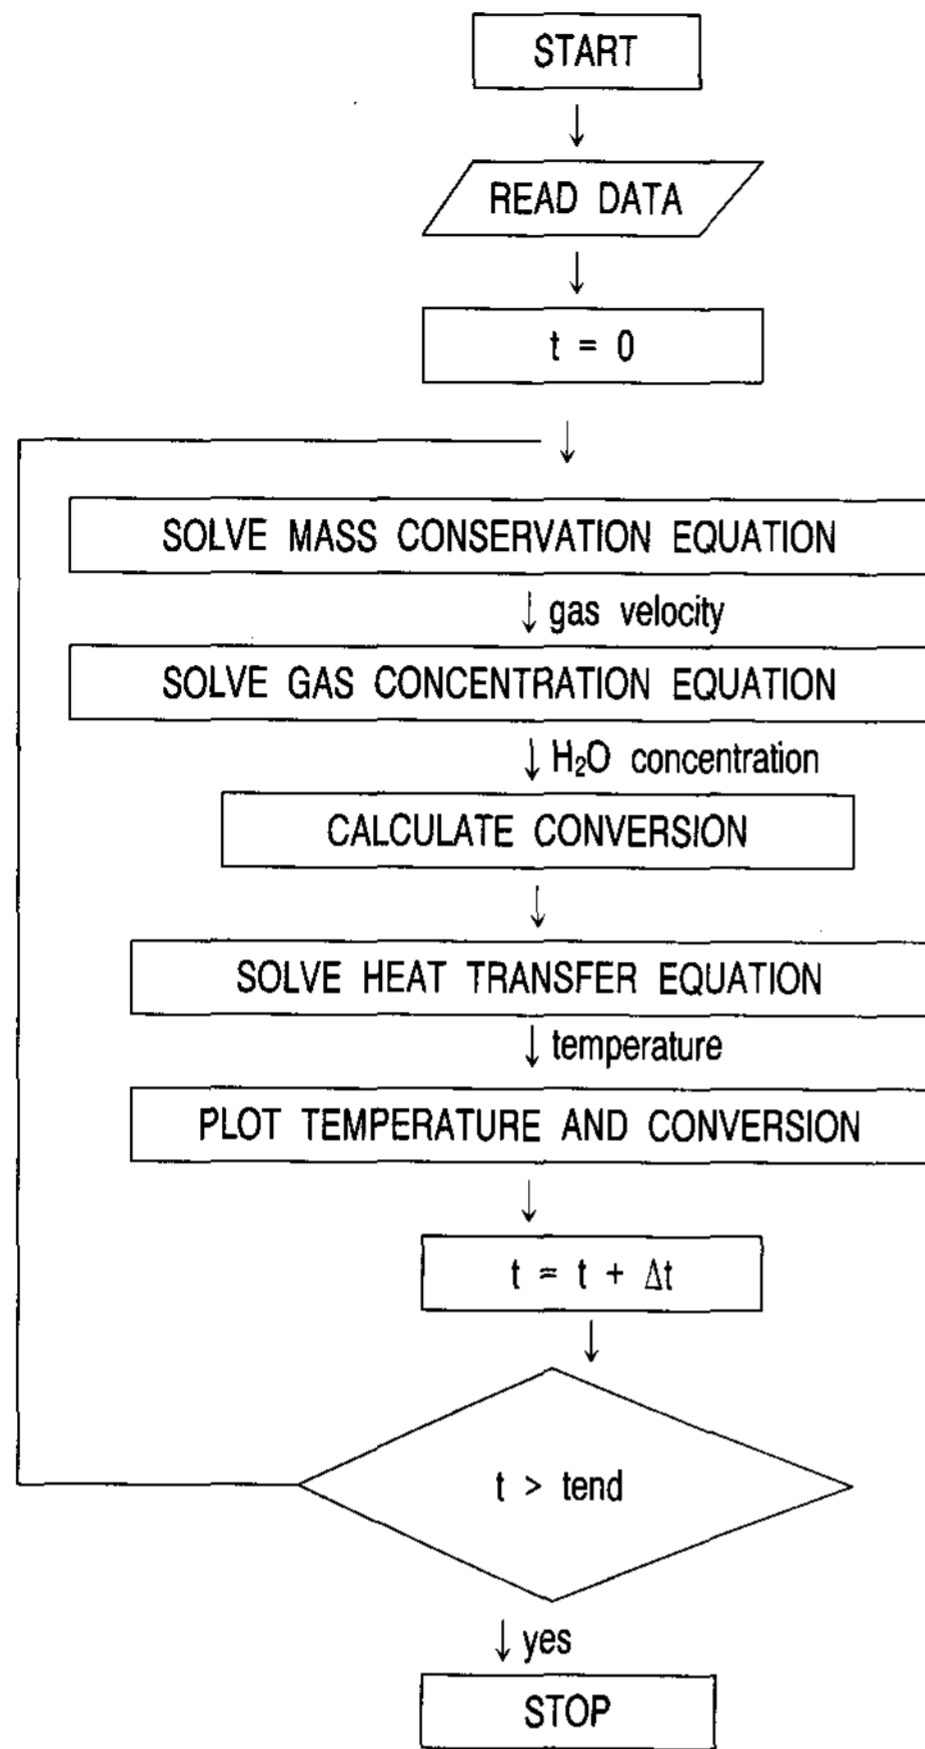 START
READ DATA
t = 0
SOLVE MASS CONSERVATION EQUATION
gas velocity
SOLVE GAS CONCENTRATION EQUATION
H₂O concentration
CALCULATE CONVERSION
SOLVE HEAT TRANSFER EQUATION
temperature
PLOT TEMPERATURE AND CONVERSION
t = t + Δt
t > tend
yes
STOP